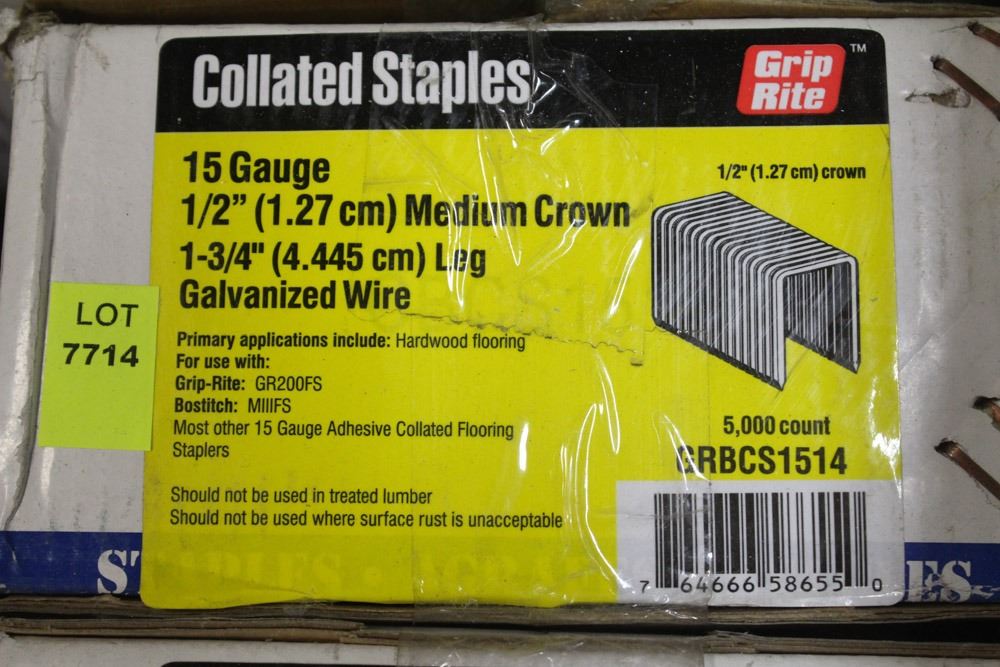 Collated Staples
Grip
Rite
TM
15 Gauge
1/2" (1.27 cm) crown
1/2” (1.27 cm) Medium Crown
1-3/4" (4.445 cm) Leg
Galvanized Wire
LOT
7714
Primary applications include: Hardwood flooring
For use with:
Grip-Rite: GR200FS
Bostitch: MIIIFS
Most other 15 Gauge Adhesive Collated Flooring
Staplers
5,000 count
GRBCS1514
Should not be used in treated lumber
Should not be used where surface rust is unacceptable
7 64666 58655 0